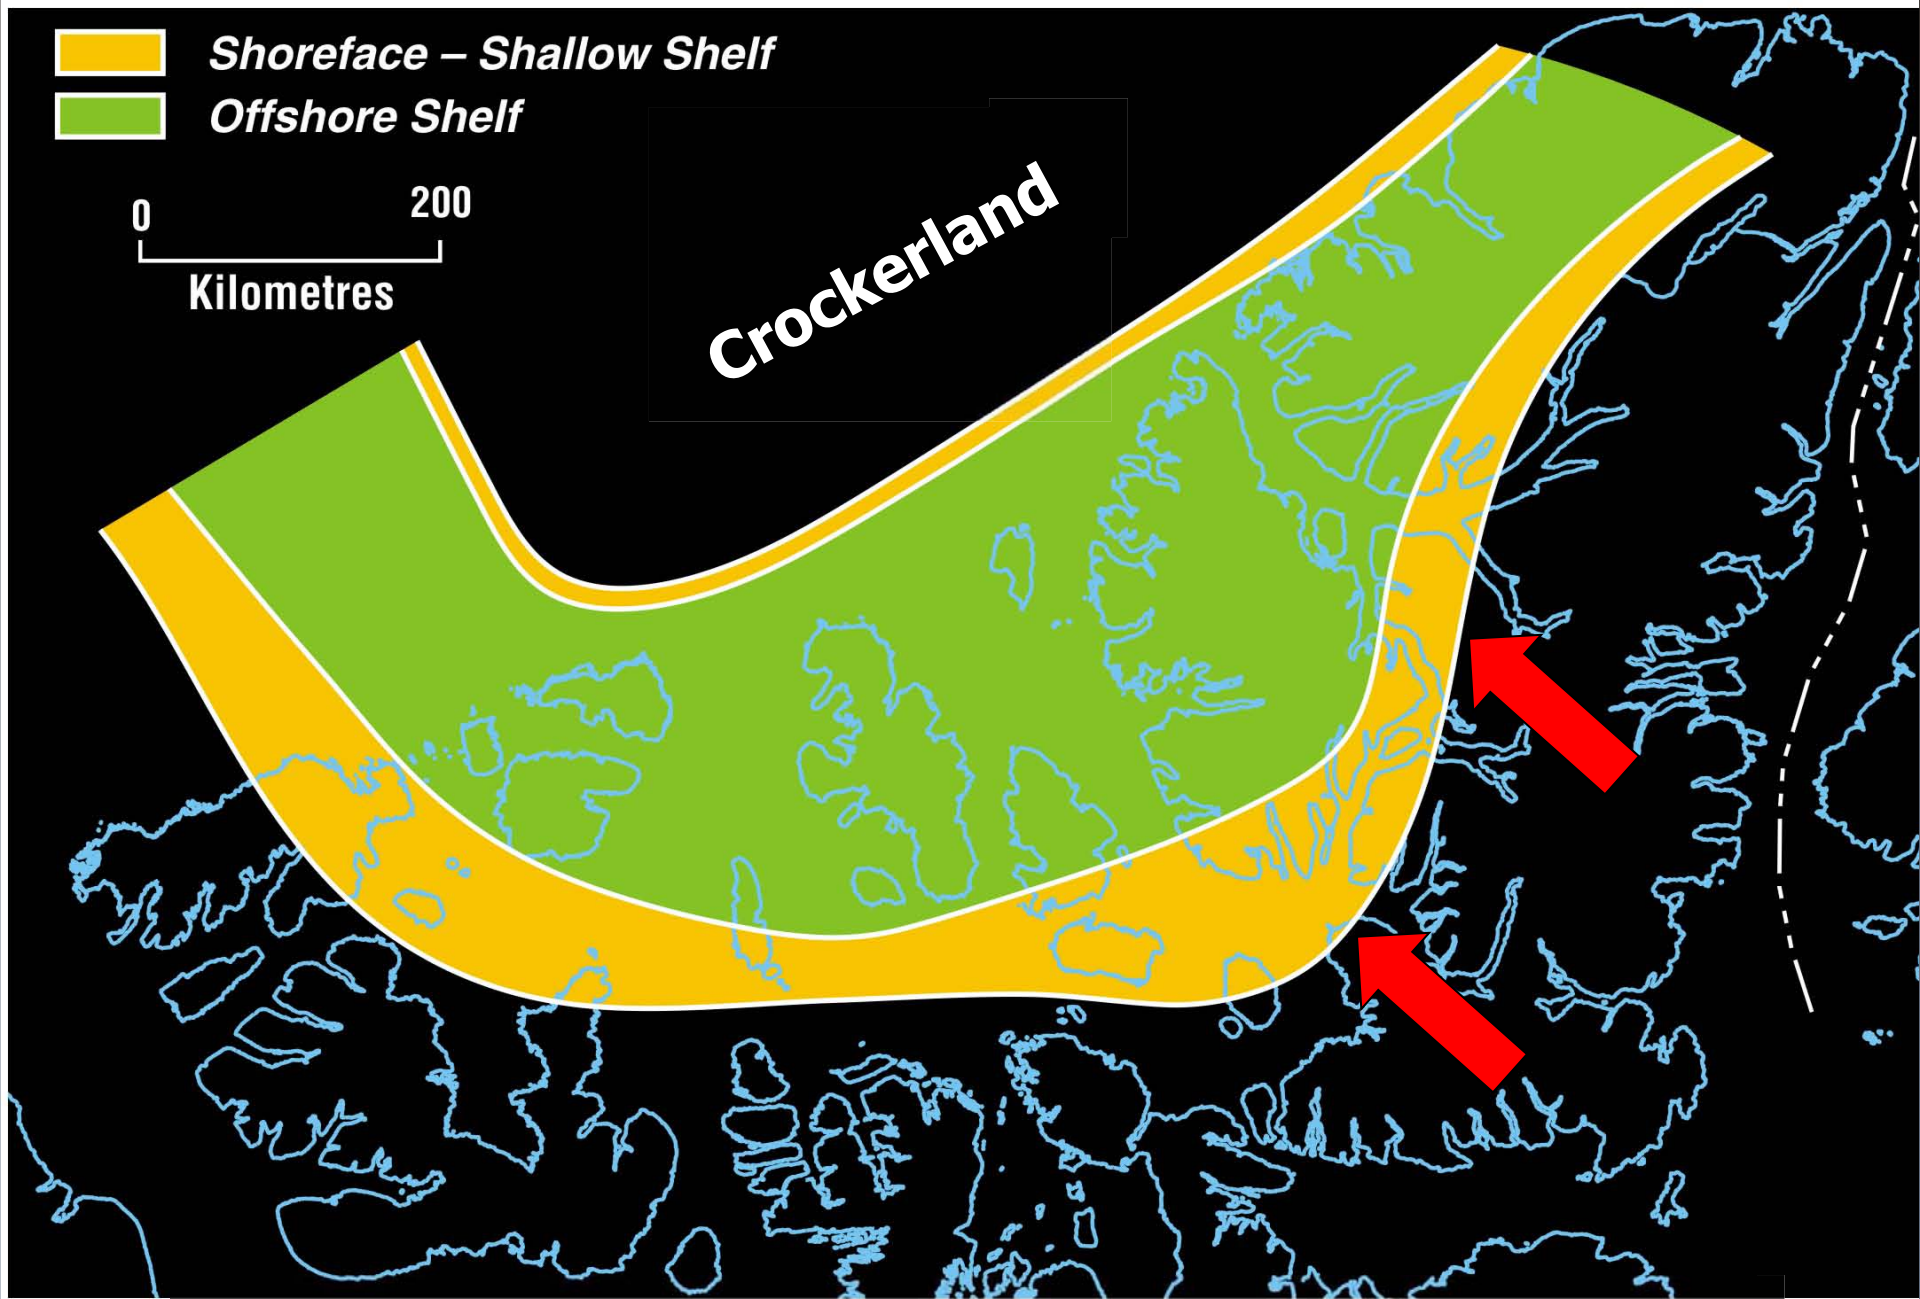 Shoreface – Shallow Shelf
Offshore Shelf
0 200
Kilometres
Crockerland